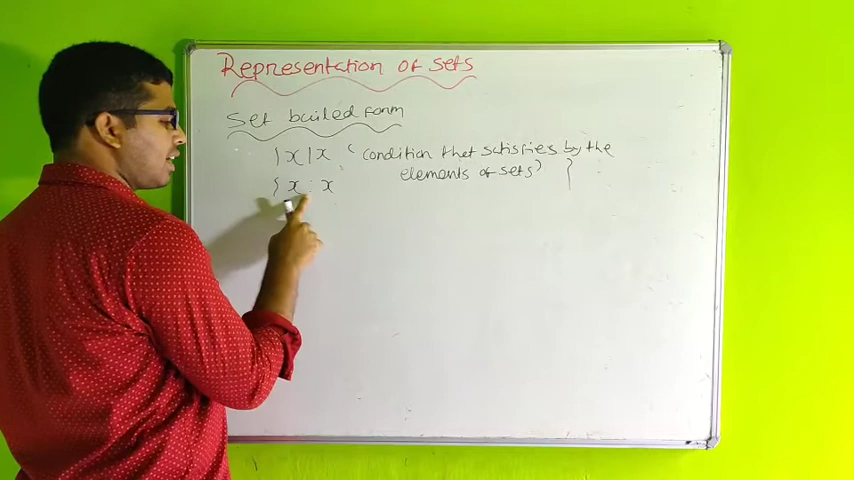 Representation of sets
Set builed form
{x|x (condition that satisfies by the
elements of sets) }
{x : x